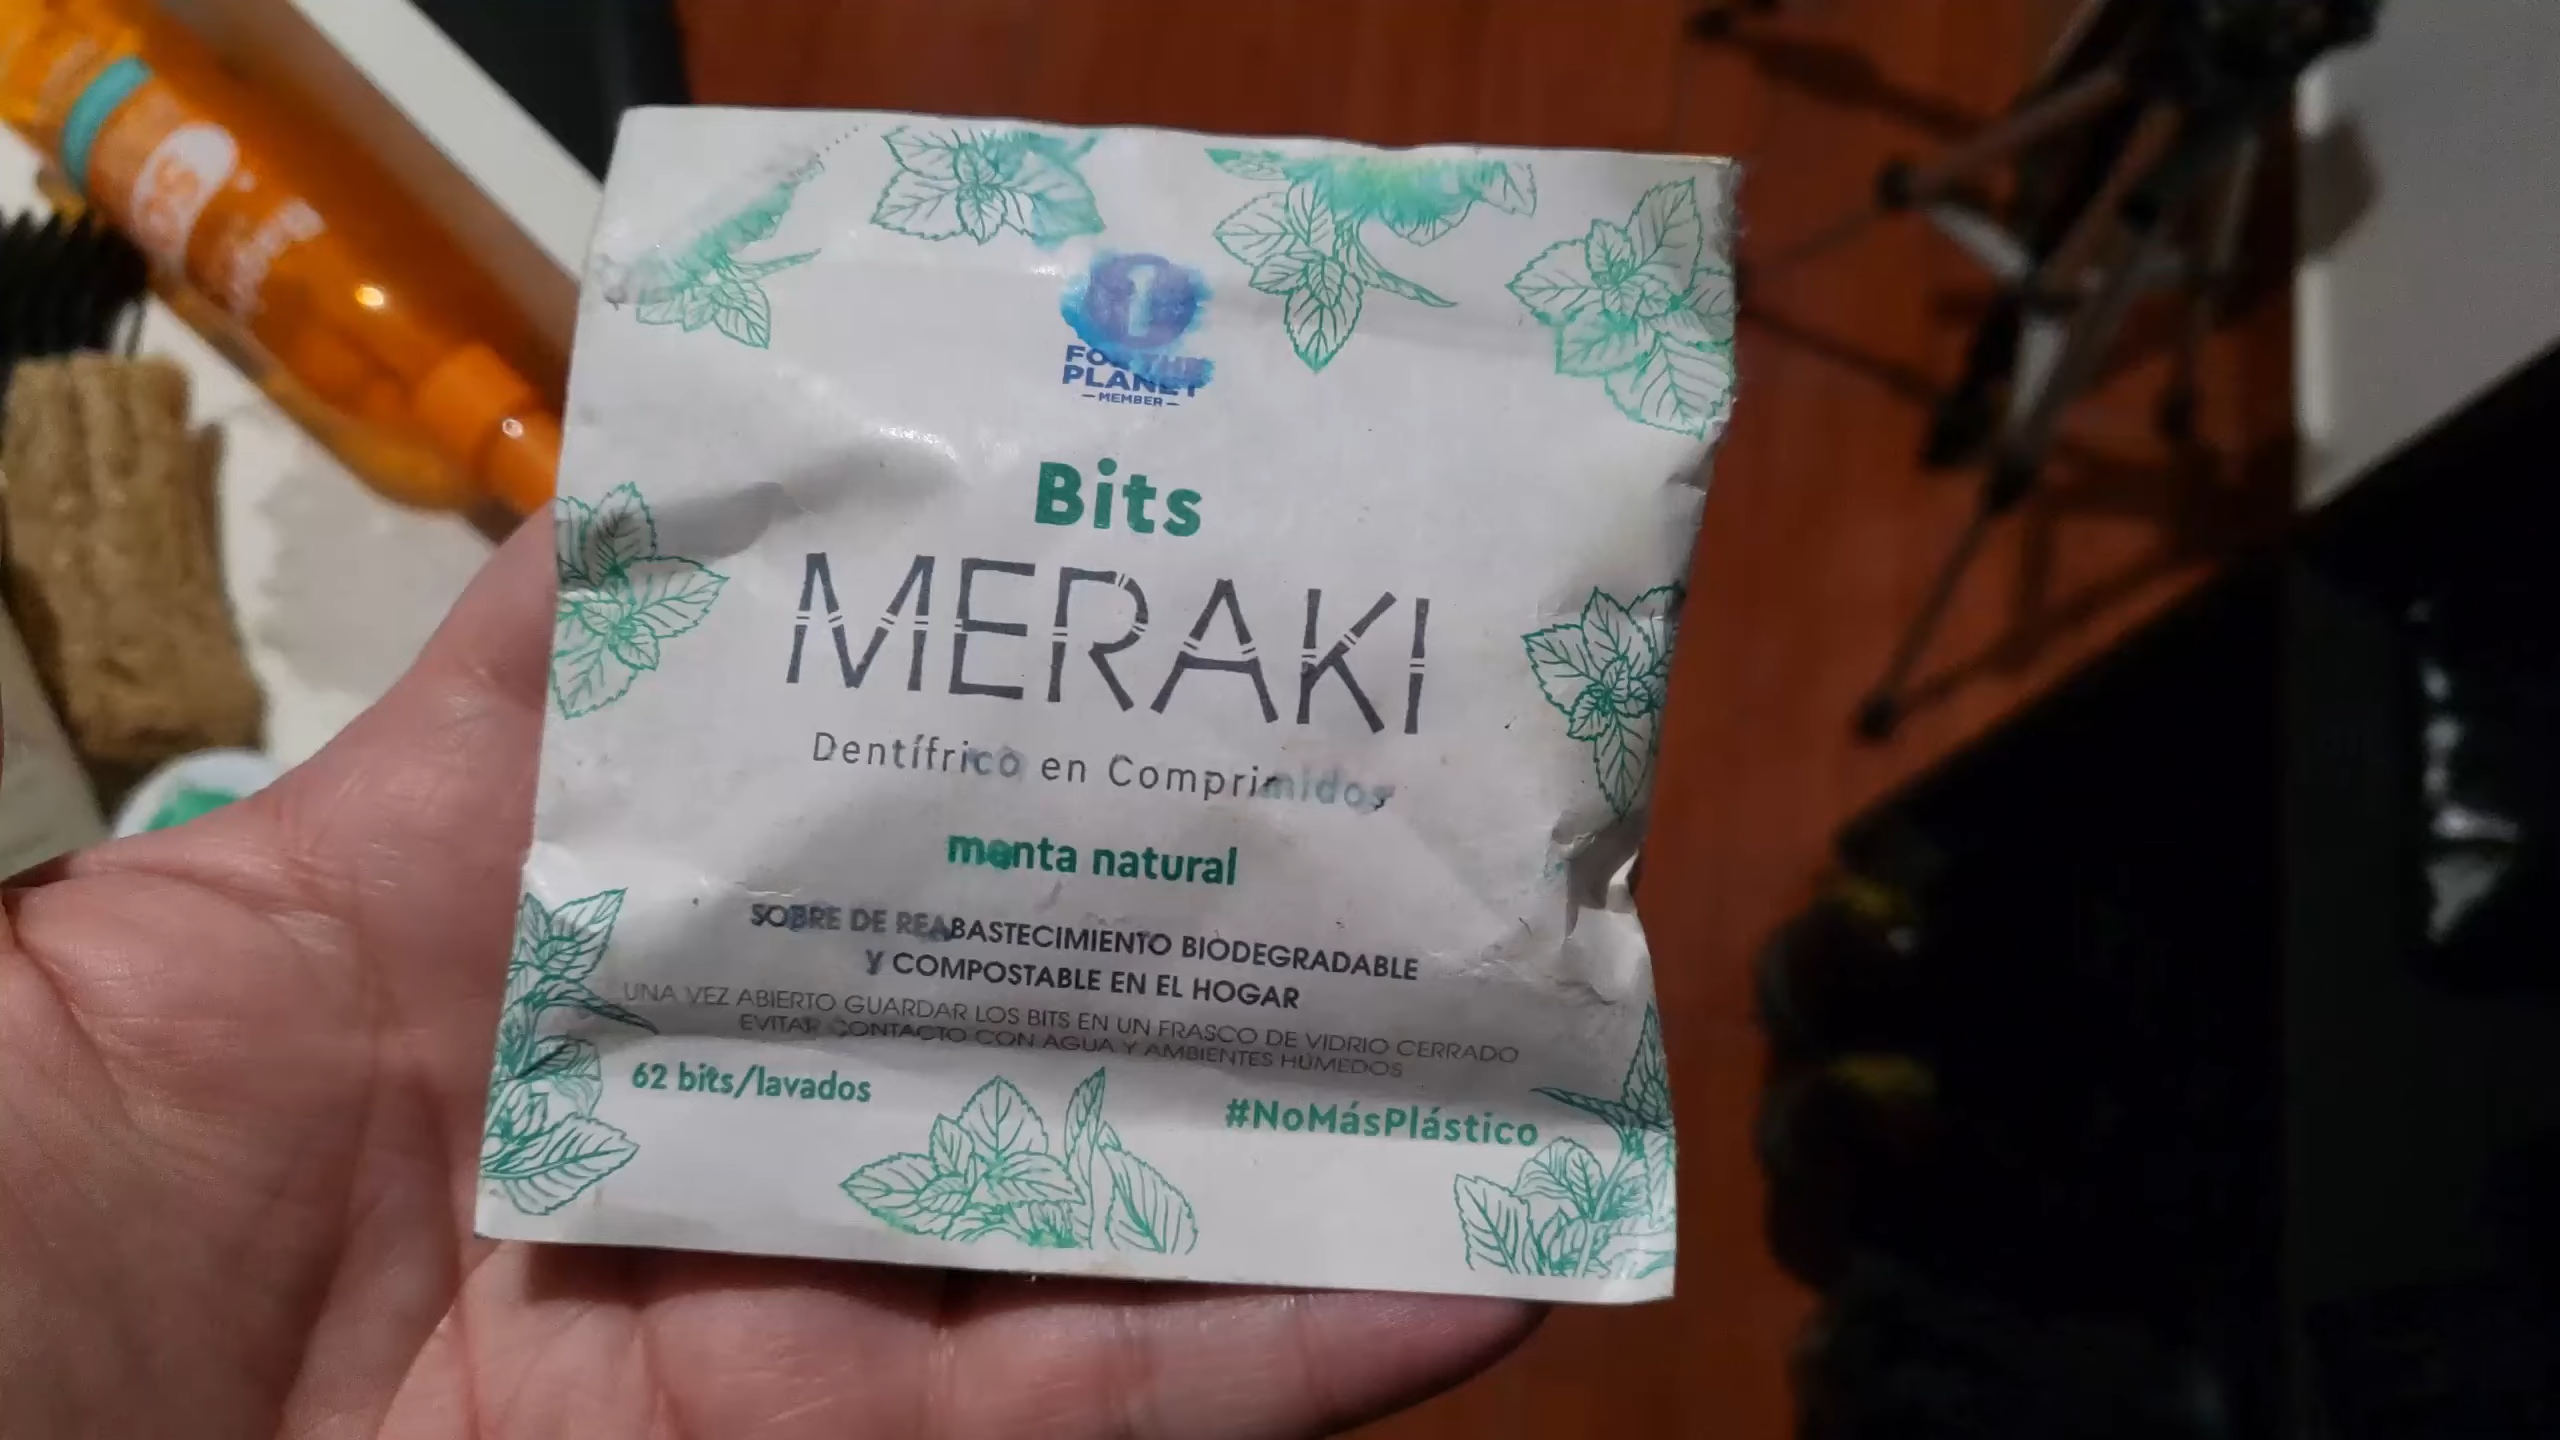 1
FOR THE
PLANET
—MEMBER—
Bits
MERAKI
Dentífrico en Comprimidos
menta natural
SOBRE DE REABASTECIMIENTO BIODEGRADABLE
Y COMPOSTABLE EN EL HOGAR
UNA VEZ ABIERTO GUARDAR LOS BITS EN UN FRASCO DE VIDRIO CERRADO
EVITAR CONTACTO CON AGUA Y AMBIENTES HÚMEDOS
62 bits/lavados
#NoMásPlástico